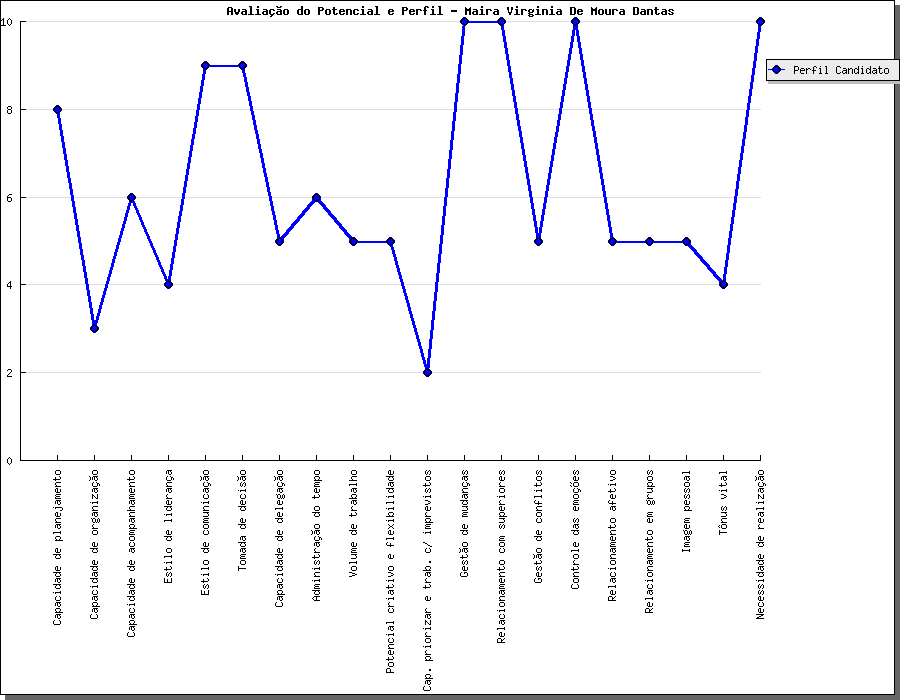 Avaliação do Potencial e Perfil - Maira Virginia De Moura Dantas
10
8
6
4
2
0
Perfil Candidato
Capacidade de planejamento
Capacidade de organização
Capacidade de acompanhamento
Estilo de liderança
Estilo de comunicação
Tomada de decisão
Capacidade de delegação
Administração do tempo
Volume de trabalho
Potencial criativo e flexibilidade
Cap. priorizar e trab. c/ imprevistos
Gestão de mudanças
Relacionamento com superiores
Gestão de conflitos
Controle das emoções
Relacionamento afetivo
Relacionamento em grupos
Imagem pessoal
Tônus vital
Necessidade de realização